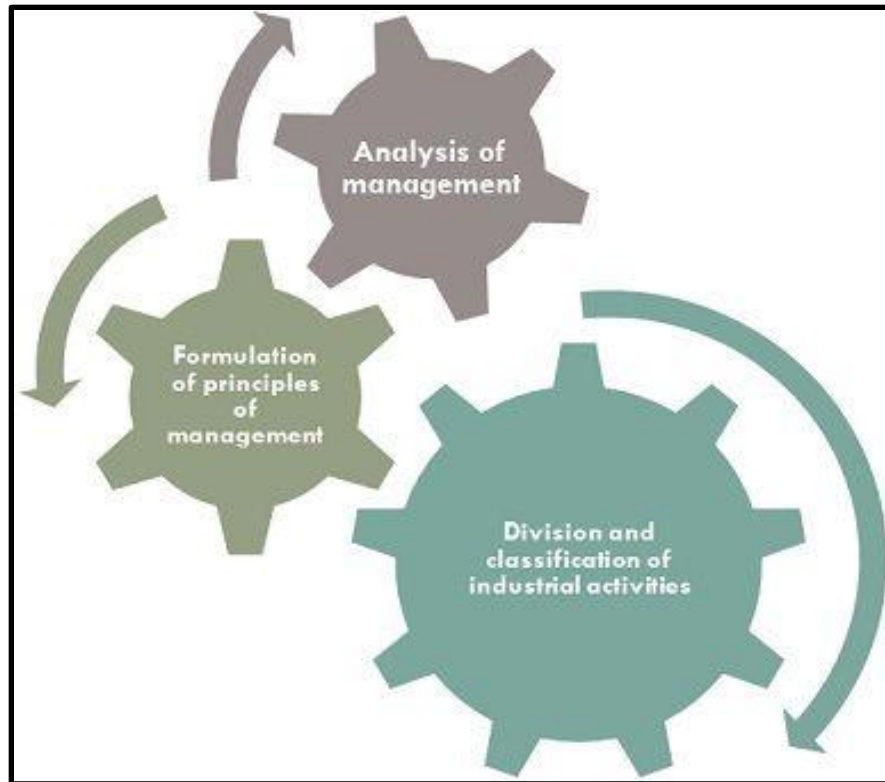 Analysis of
management
Formulation
of principles
of
management
Division and
classification of
industrial activities